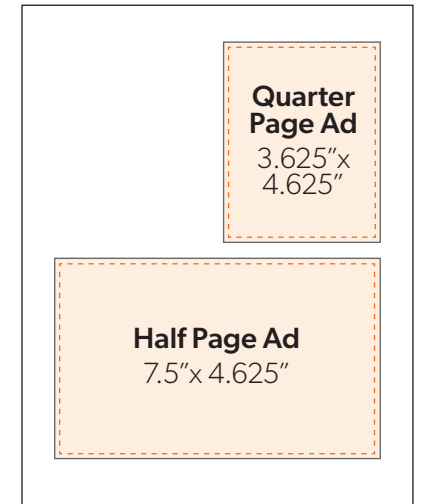 Quarter
Page Ad
3.625”x
4.625”
Half Page Ad
7.5”x 4.625”